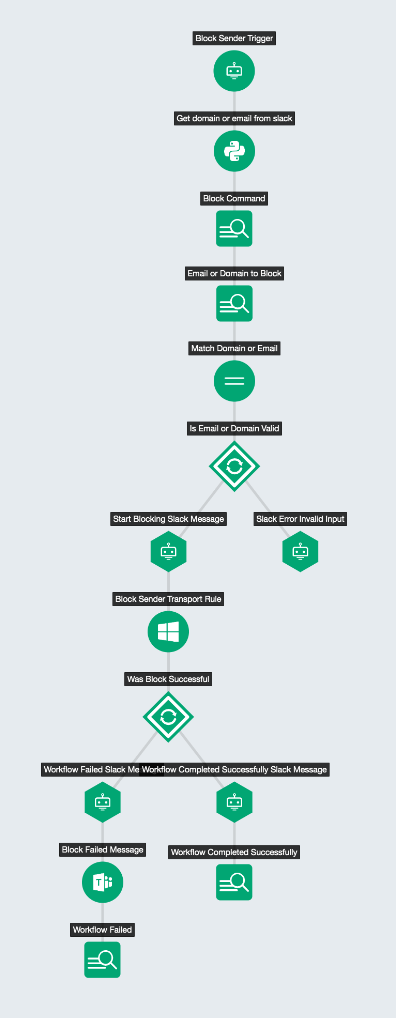 Block Sender Trigger
Get domain or email from slack
Block Command
Email or Domain to Block
Match Domain or Email
Is Email or Domain Valid
Start Blocking Slack Message
Slack Error Invalid Input
Block Sender Transport Rule
Was Block Successful
Workflow Failed Slack Me
Workflow Completed Successfully Slack Message
Block Failed Message
Workflow Completed Successfully
Workflow Failed